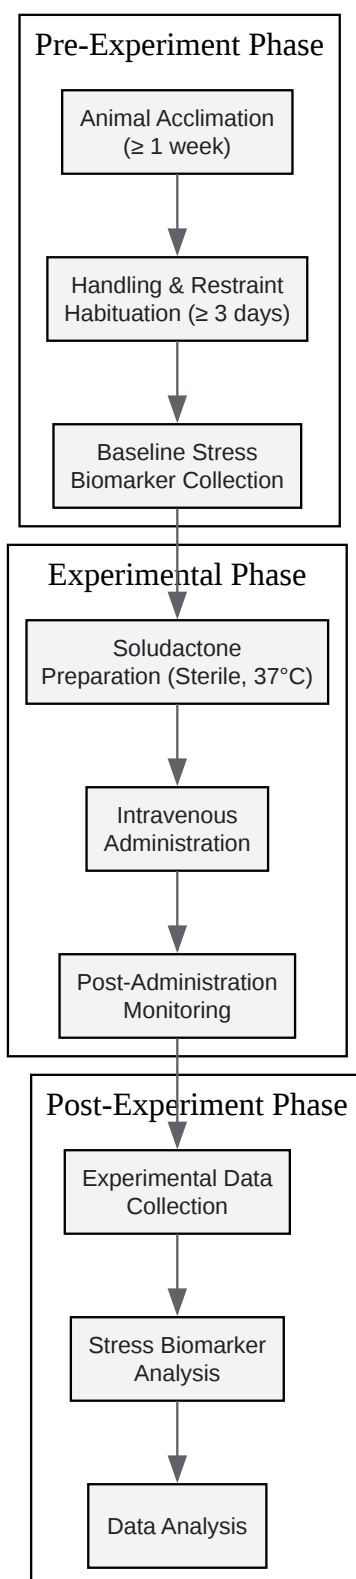 Pre-Experiment Phase
Animal Acclimation
(≥ 1 week)
Handling & Restraint
Habituation (≥ 3 days)
Baseline Stress
Biomarker Collection
Experimental Phase
Soludactone
Preparation (Sterile, 37°C)
Intravenous
Administration
Post-Administration
Monitoring
Post-Experiment Phase
Experimental Data
Collection
Stress Biomarker
Analysis
Data Analysis